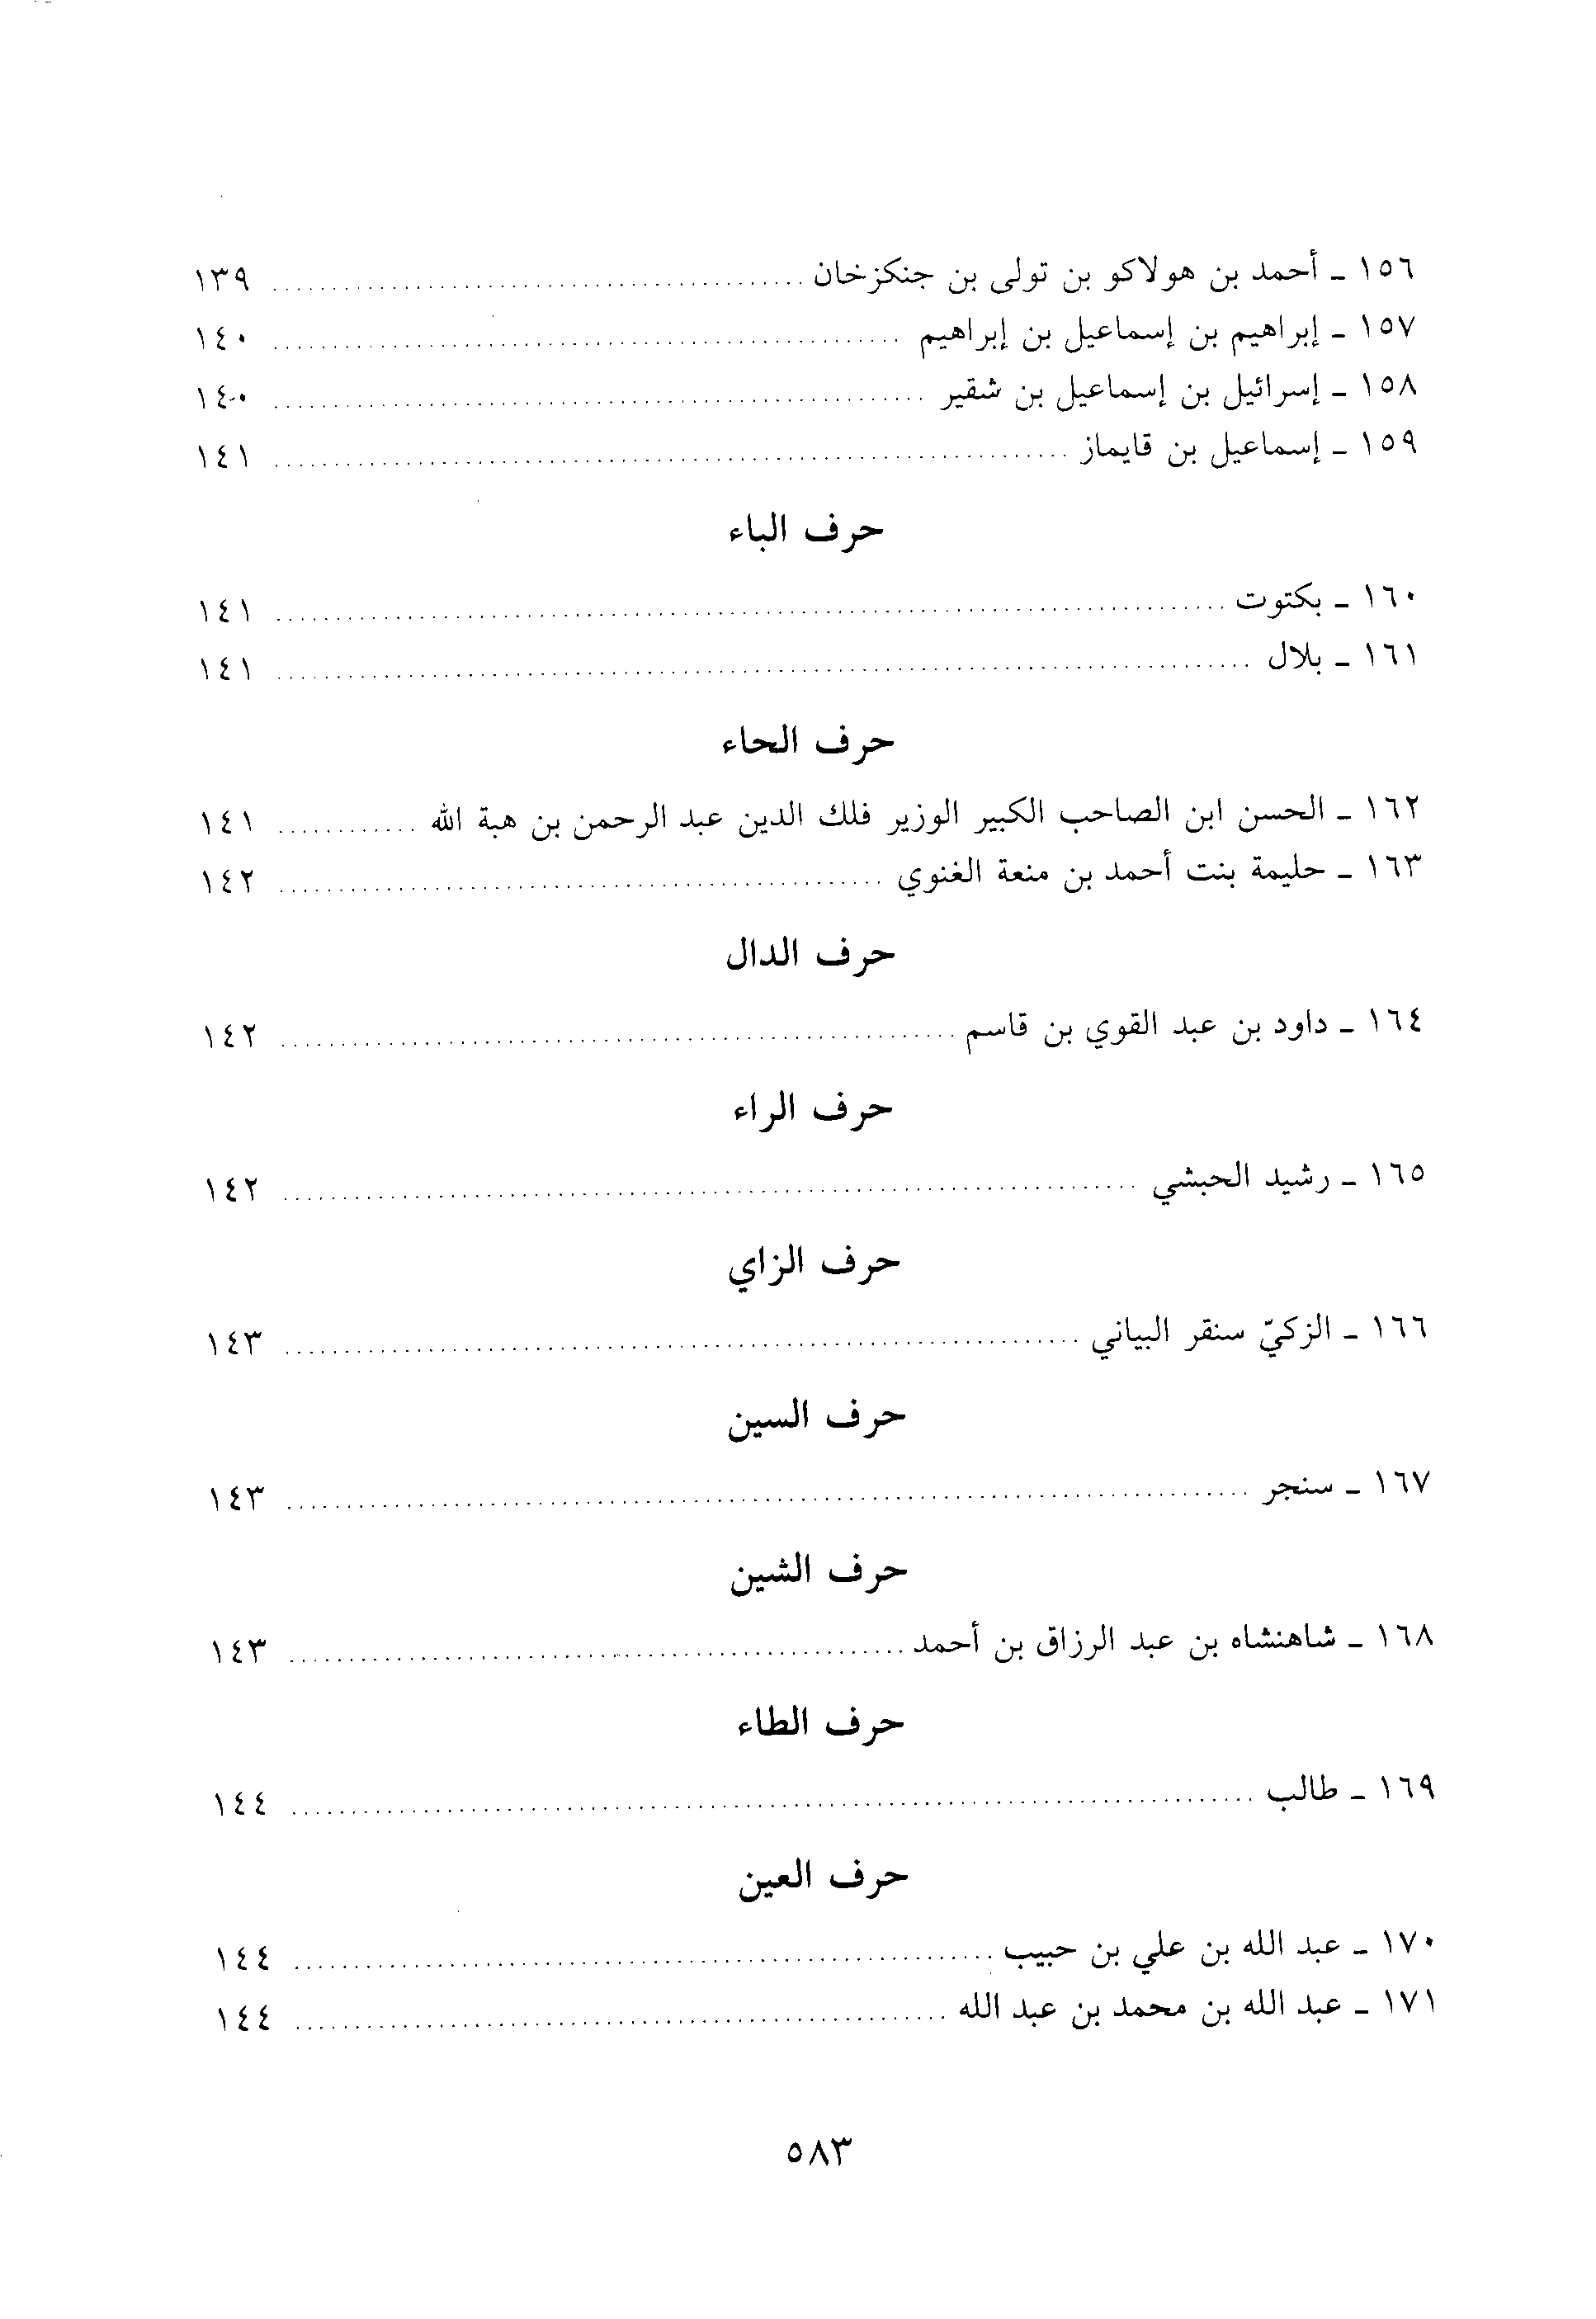 ١٥٦ ـ أحمد بن هولاكو بن تولى بن جنكزخان ........ ١٣٩
١٥٧ ـ إبراهيم بن إسماعيل بن إبراهيم ........ ١٤٠
١٥٨ ـ إسرائيل بن إسماعيل بن شقير ........ ١٤٠
١٥٩ ـ إسماعيل بن قايماز ........ ١٤١
حرف الباء
١٦٠ ـ بكتوت ........ ١٤١
١٦١ ـ بلال ........ ١٤١
حرف الحاء
١٦٢ ـ الحسن ابن الصاحب الكبير الوزير فلك الدين عبد الرحمن بن هبة الله ........ ١٤١
١٦٣ ـ حليمة بنت أحمد بن منعة الغنوي ........ ١٤٢
حرف الدال
١٦٤ ـ داود بن عبد القوي بن قاسم ........ ١٤٢
حرف الراء
١٦٥ ـ رشيد الحبشي ........ ١٤٢
حرف الزاي
١٦٦ ـ الزكيّ سنقر البياني ........ ١٤٣
حرف السين
١٦٧ ـ سنجر ........ ١٤٣
حرف الشين
١٦٨ ـ شاهنشاه بن عبد الرزاق بن أحمد ........ ١٤٣
حرف الطاء
١٦٩ ـ طالب ........ ١٤٤
حرف العين
١٧٠ ـ عبد الله بن علي بن حبيب ........ ١٤٤
١٧١ ـ عبد الله بن محمد بن عبد الله ........ ١٤٤
٥٨٣